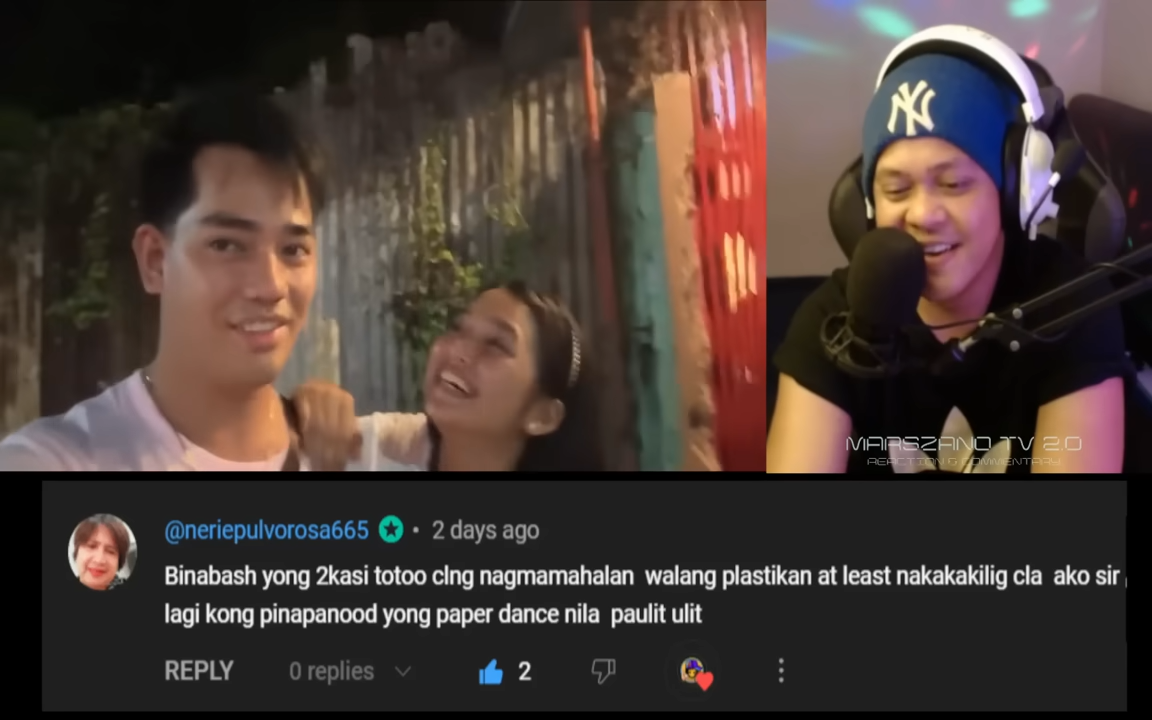 NY
MARSZANO TV 2.0
REACTION & COMMENTARY
@neriepulvorosa665 • 2 days ago
Binabash yong 2kasi totoo clng nagmamahalan walang plastikan at least nakakakilig cla ako sir
lagi kong pinapanood yong paper dance nila paulit ulit
REPLY 0 replies 2